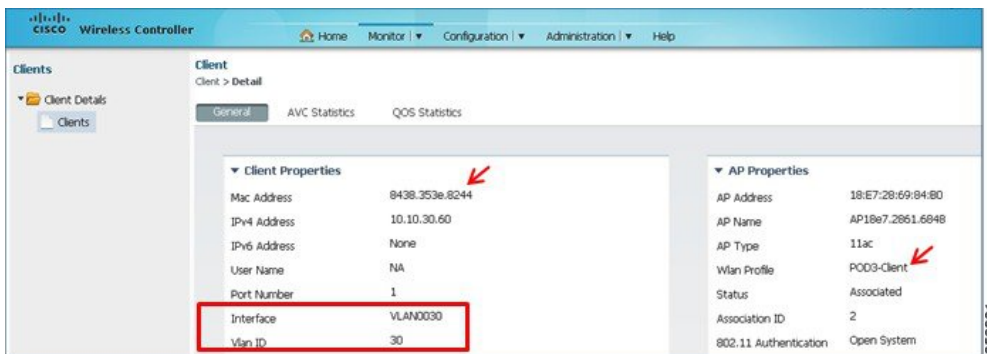 CISCO Wireless Controller
Home Monitor Configuration Administration Help
Clients
Client Details
Clients
Client
Client > Detail
General AVC Statistics QOS Statistics
Client Properties
Mac Address 8438.353e.8244
IPv4 Address 10.10.30.60
IPv6 Address None
User Name NA
Port Number 1
Interface VLAN0030
Vlan ID 30
AP Properties
AP Address 18:E7:28:69:84:B0
AP Name AP18e7.2861.6848
AP Type 11ac
Wlan Profile POD3-Client
Status Associated
Association ID 2
802.11 Authentication Open System